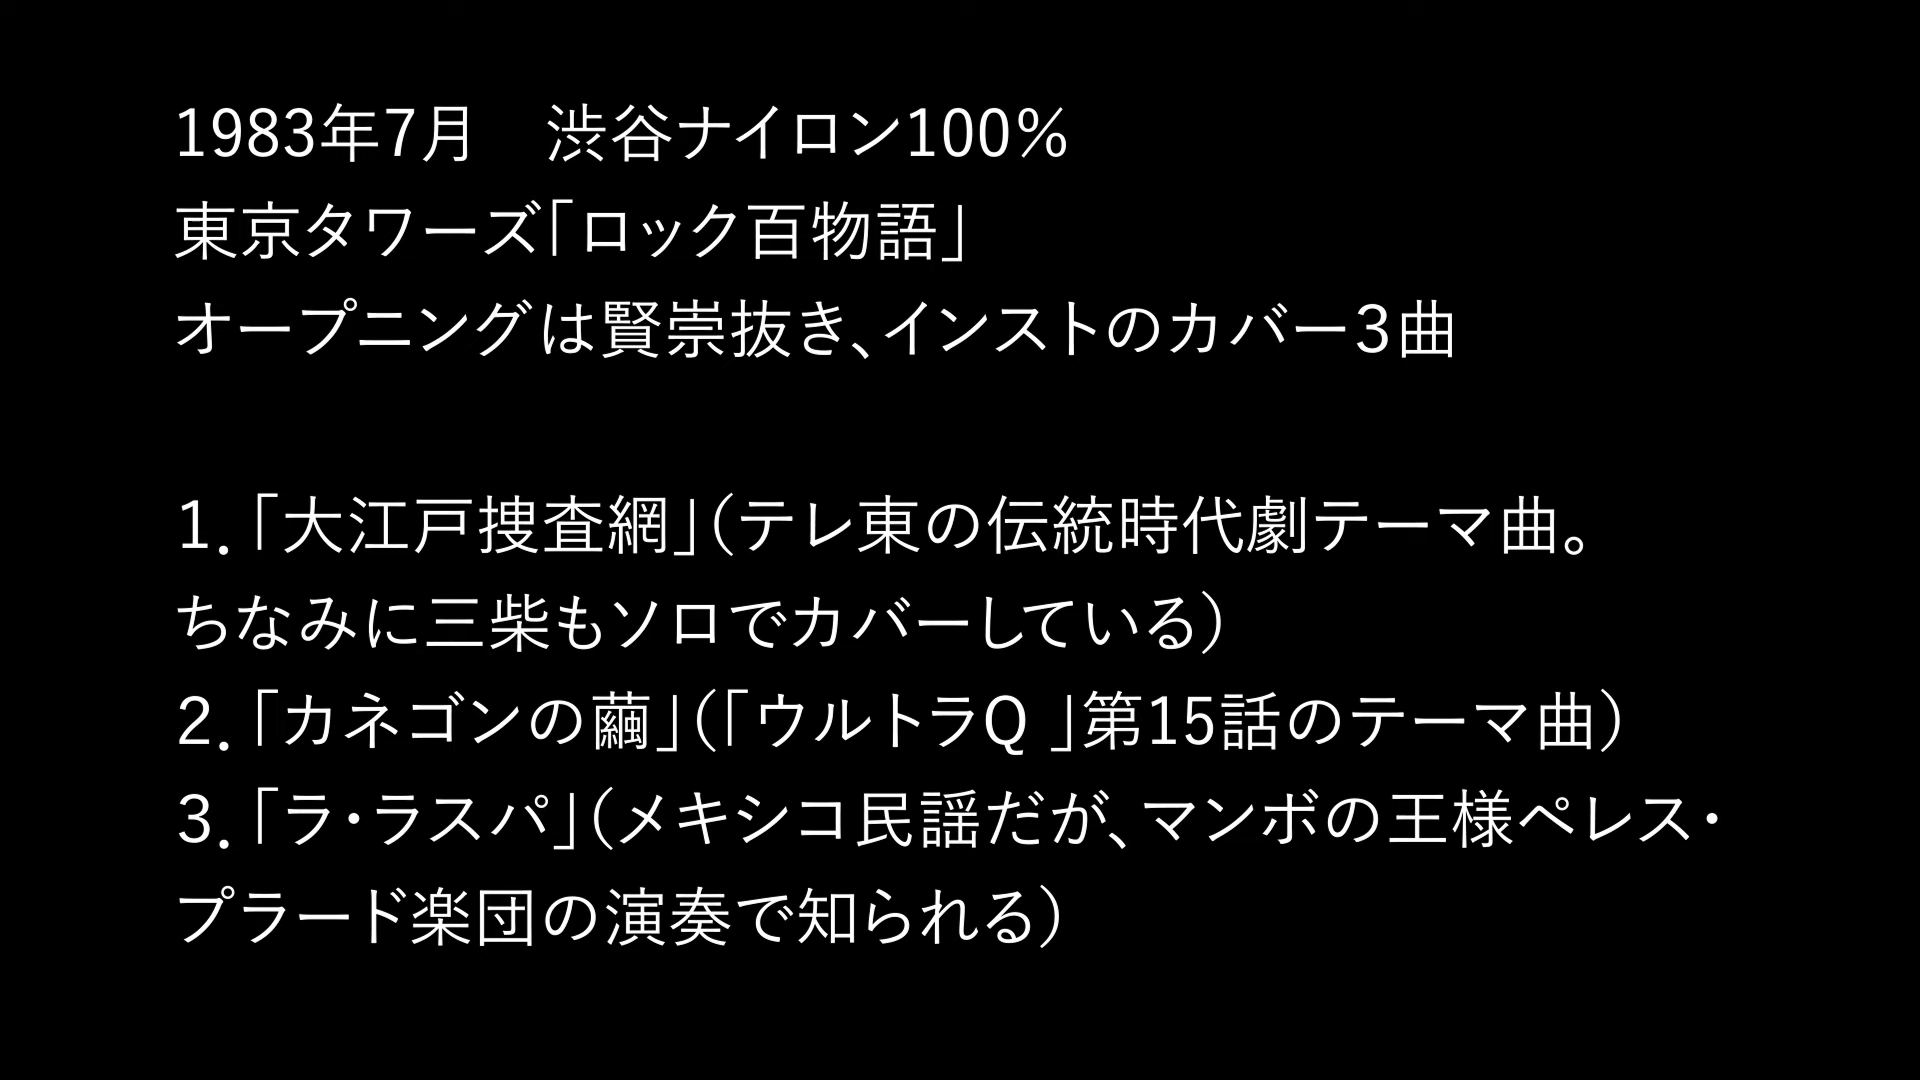 1983年7月　渋谷ナイロン100%
東京タワーズ「ロック百物語」
オープニングは賢崇抜き、インストのカバー3曲
1.「大江戸捜査網」（テレ東の伝統時代劇テーマ曲。
ちなみに三柴もソロでカバーしている）
2.「カネゴンの繭」（「ウルトラQ 」第15話のテーマ曲）
3.「ラ・ラスパ」（メキシコ民謡だが、マンボの王様ペレス・
プラード楽団の演奏で知られる）